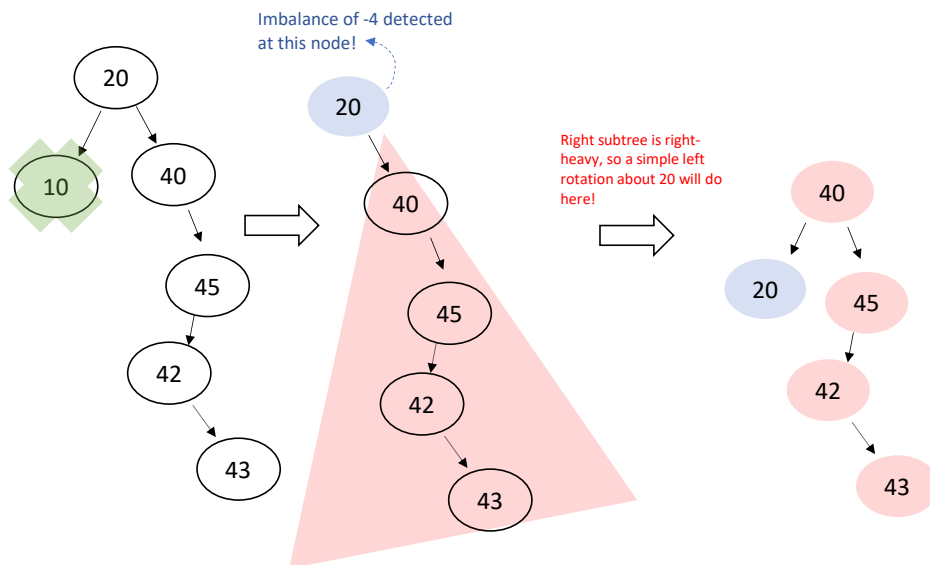 Imbalance of -4 detected
at this node!
20
10
40
45
42
43
20
40
45
42
43
Right subtree is right-
heavy, so a simple left
rotation about 20 will do
here!
40
20
45
42
43